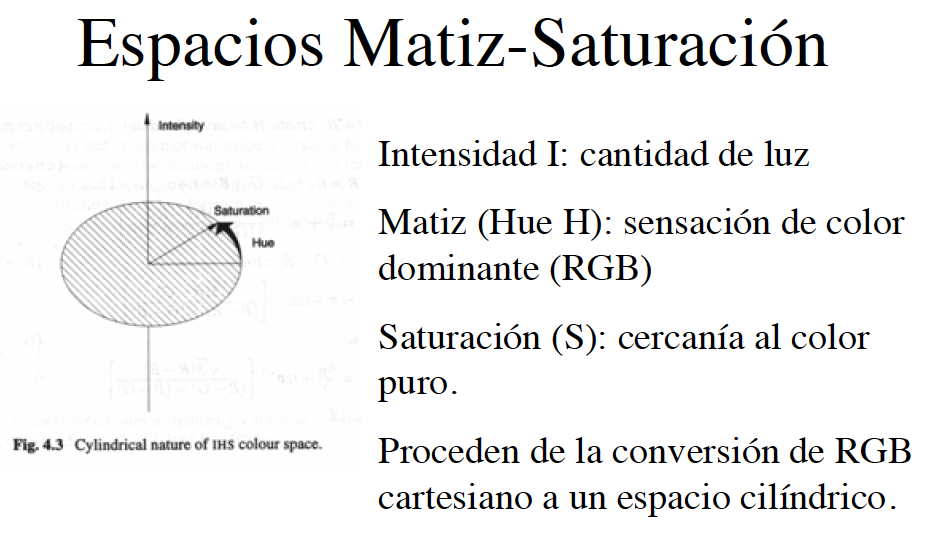 Espacios Matiz-Saturación
Intensity
Saturation
Hue
Fig. 4.3 Cylindrical nature of IHS colour space.
Intensidad I: cantidad de luz
Matiz (Hue H): sensación de color
dominante (RGB)
Saturación (S): cercanía al color
puro.
Proceden de la conversión de RGB
cartesiano a un espacio cilíndrico.